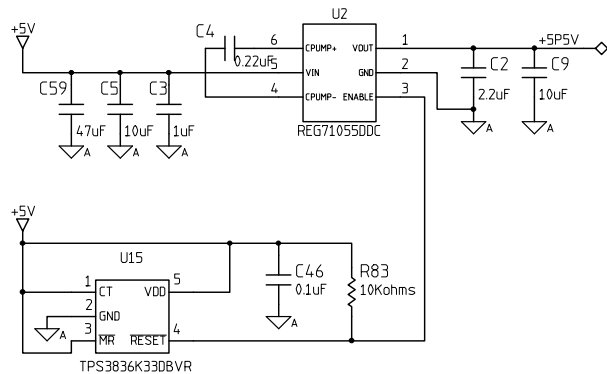 +5V
C4
0.22uF
U2
6
CPUMP+
VOUT
1
5
VIN
GND
2
4
CPUMP-
ENABLE
3
REG71055DDC
+5P5V
C59
47uF
A
C5
10uF
A
C3
1uF
A
C2
2.2uF
A
C9
10uF
A
+5V
U15
1
CT
VDD
5
2
GND
3
MR
RESET
4
A
TPS3836K33DBVR
C46
0.1uF
A
R83
10Kohms